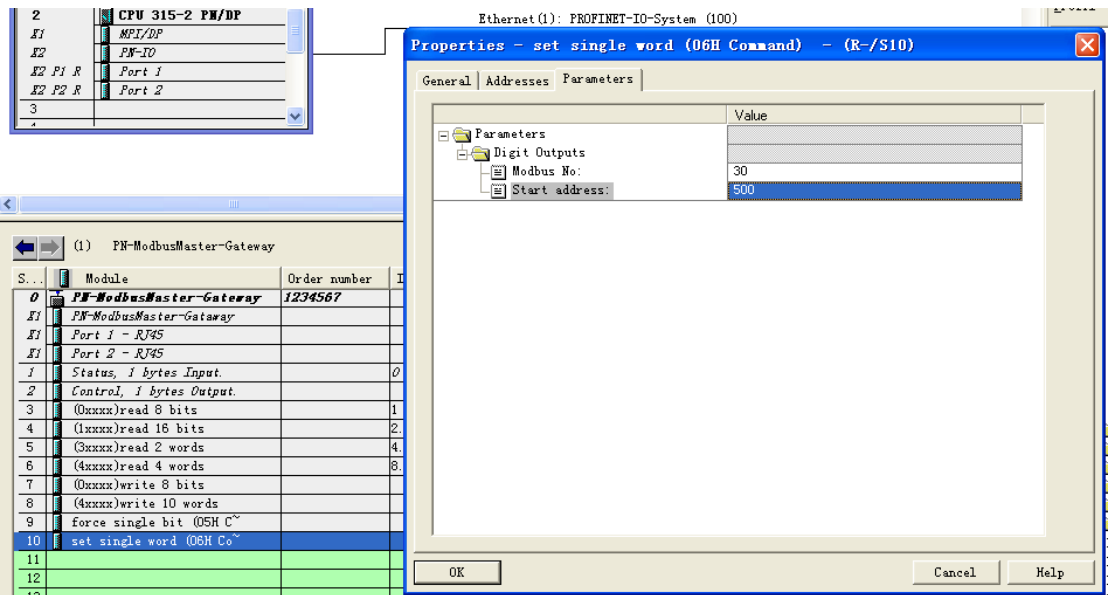 2 CPU 315-2 PN/DP
X1 MPI/DP
X2 PN-IO
X2 P1 R Port 1
X2 P2 R Port 2
3
Ethernet(1): PROFINET-IO-System (100)
Properties - set single word (06H Command) - (R-/S10)
General Addresses Parameters
Value
Parameters
Digit Outputs
Modbus No: 30
Start address: 500
OK Cancel Help
(1) PN-ModbusMaster-Gateway
S... Module Order number I
0 PN-ModbusMaster-Gateway 1234567
X1 PN-ModbusMaster-Gataway
X1 Port 1 - RJ45
X1 Port 2 - RJ45
1 Status, 1 bytes Input. 0
2 Control, 1 bytes Output.
3 (0xxxx)read 8 bits 1
4 (1xxxx)read 16 bits 2.
5 (3xxxx)read 2 words 4.
6 (4xxxx)read 4 words 8.
7 (0xxxx)write 8 bits
8 (4xxxx)write 10 words
9 force single bit (05H C~
10 set single word (06H Co~
11
12